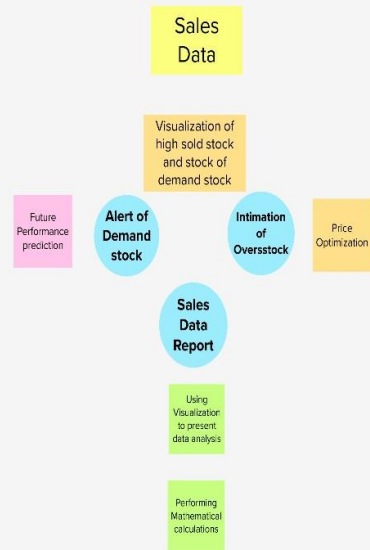 Sales
Data
Visualization of
high sold stock
and stock of
demand stock
Future
Performance
prediction
Alert of
Demand
stock
Intimation
of
Oversstock
Price
Optimization
Sales
Data
Report
Using
Visualization
to present
data analysis
Performing
Mathematical
calculations